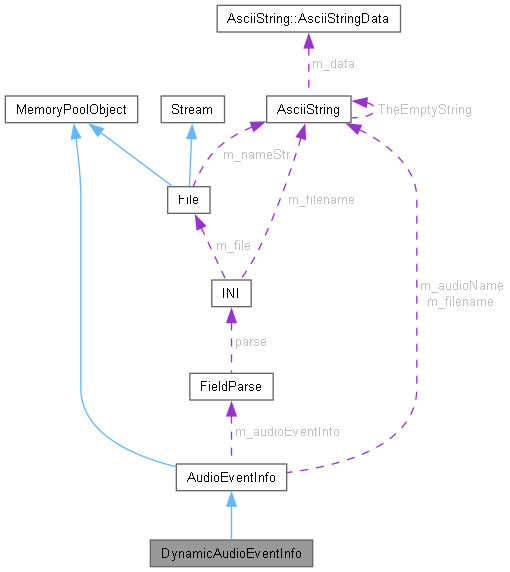 AsciiString::AsciiStringData
m_data
MemoryPoolObject
Stream
AsciiString
TheEmptyString
m_nameStr
File
m_filename
m_file
INI
m_audioName
m_filename
parse
FieldParse
m_audioEventInfo
AudioEventInfo
DynamicAudioEventInfo